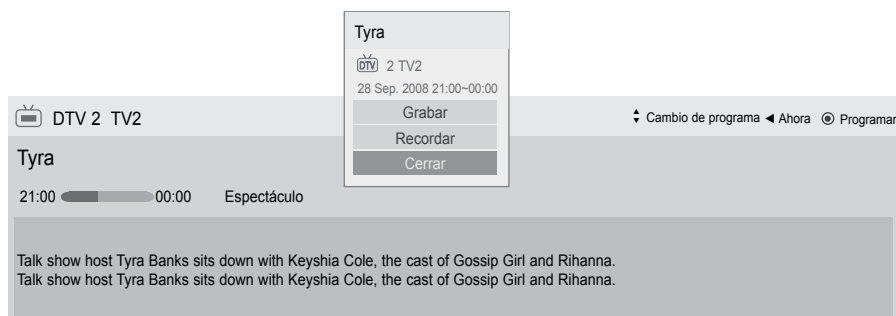 Tyra
DTV 2 TV2
28 Sep. 2008 21:00~00:00
Grabar
Recordar
Cerrar
DTV 2 TV2
Cambio de programa ◄ Ahora ◉ Programar
Tyra
21:00 00:00 Espectáculo
Talk show host Tyra Banks sits down with Keyshia Cole, the cast of Gossip Girl and Rihanna.
Talk show host Tyra Banks sits down with Keyshia Cole, the cast of Gossip Girl and Rihanna.